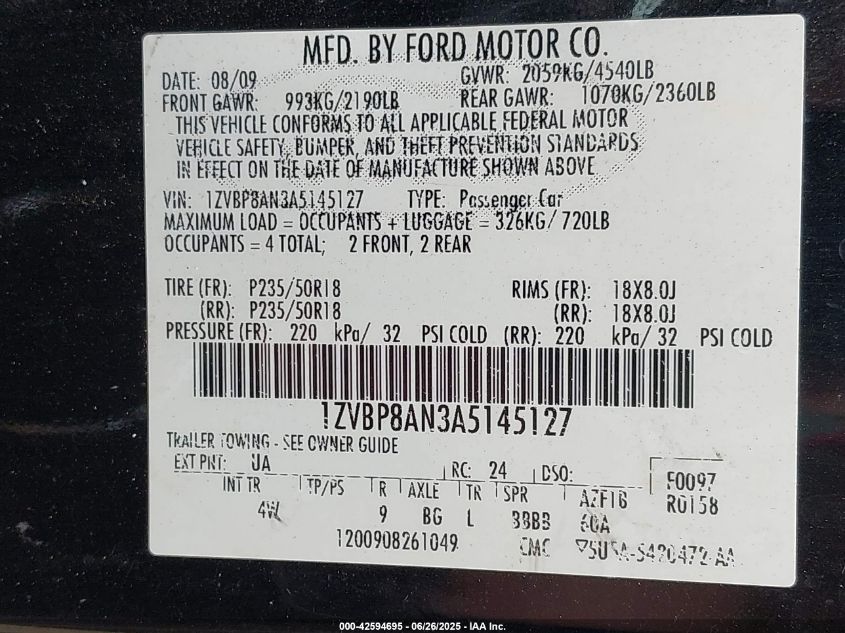 MFD. BY FORD MOTOR CO.
DATE: 08/09 GVWR: 2059KG/4540LB
FRONT GAWR: 993KG/2190LB REAR GAWR: 1070KG/2360LB
THIS VEHICLE CONFORMS TO ALL APPLICABLE FEDERAL MOTOR
VEHICLE SAFETY, BUMPER, AND THEFT PREVENTION STANDARDS
IN EFFECT ON THE DATE OF MANUFACTURE SHOWN ABOVE
VIN: 1ZVBP8AN3A5145127 TYPE: Passenger Car
MAXIMUM LOAD = OCCUPANTS + LUGGAGE = 326KG/720LB
OCCUPANTS = 4 TOTAL; 2 FRONT, 2 REAR
TIRE (FR): P235/50R18 RIMS (FR): 18X8.0J
(RR): P235/50R18 (RR): 18X8.0J
PRESSURE (FR): 220 kPa/ 32 PSI COLD (RR): 220 kPa/ 32 PSI COLD
1ZVBP8AN3A5145127
TRAILER TOWING - SEE OWNER GUIDE
EXT PNT: UA RC: 24 DSO: F0097
INT TR TP/PS R AXLE TR SPR R0158
4W 9 BG L BBBB 60A
1200908261049 CMC
000-42594695 - 06/26/2025 - IAA Inc.